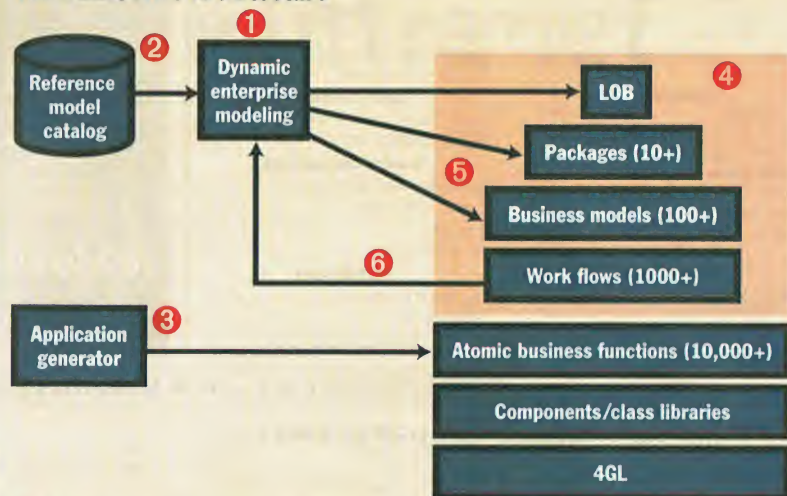 1
2
Reference
model
catalog
Dynamic
enterprise
modeling
4
LOB
Packages (10+)
5
Business models (100+)
6
Work flows (1000+)
3
Application
generator
Atomic business functions (10,000+)
Components/class libraries
4GL